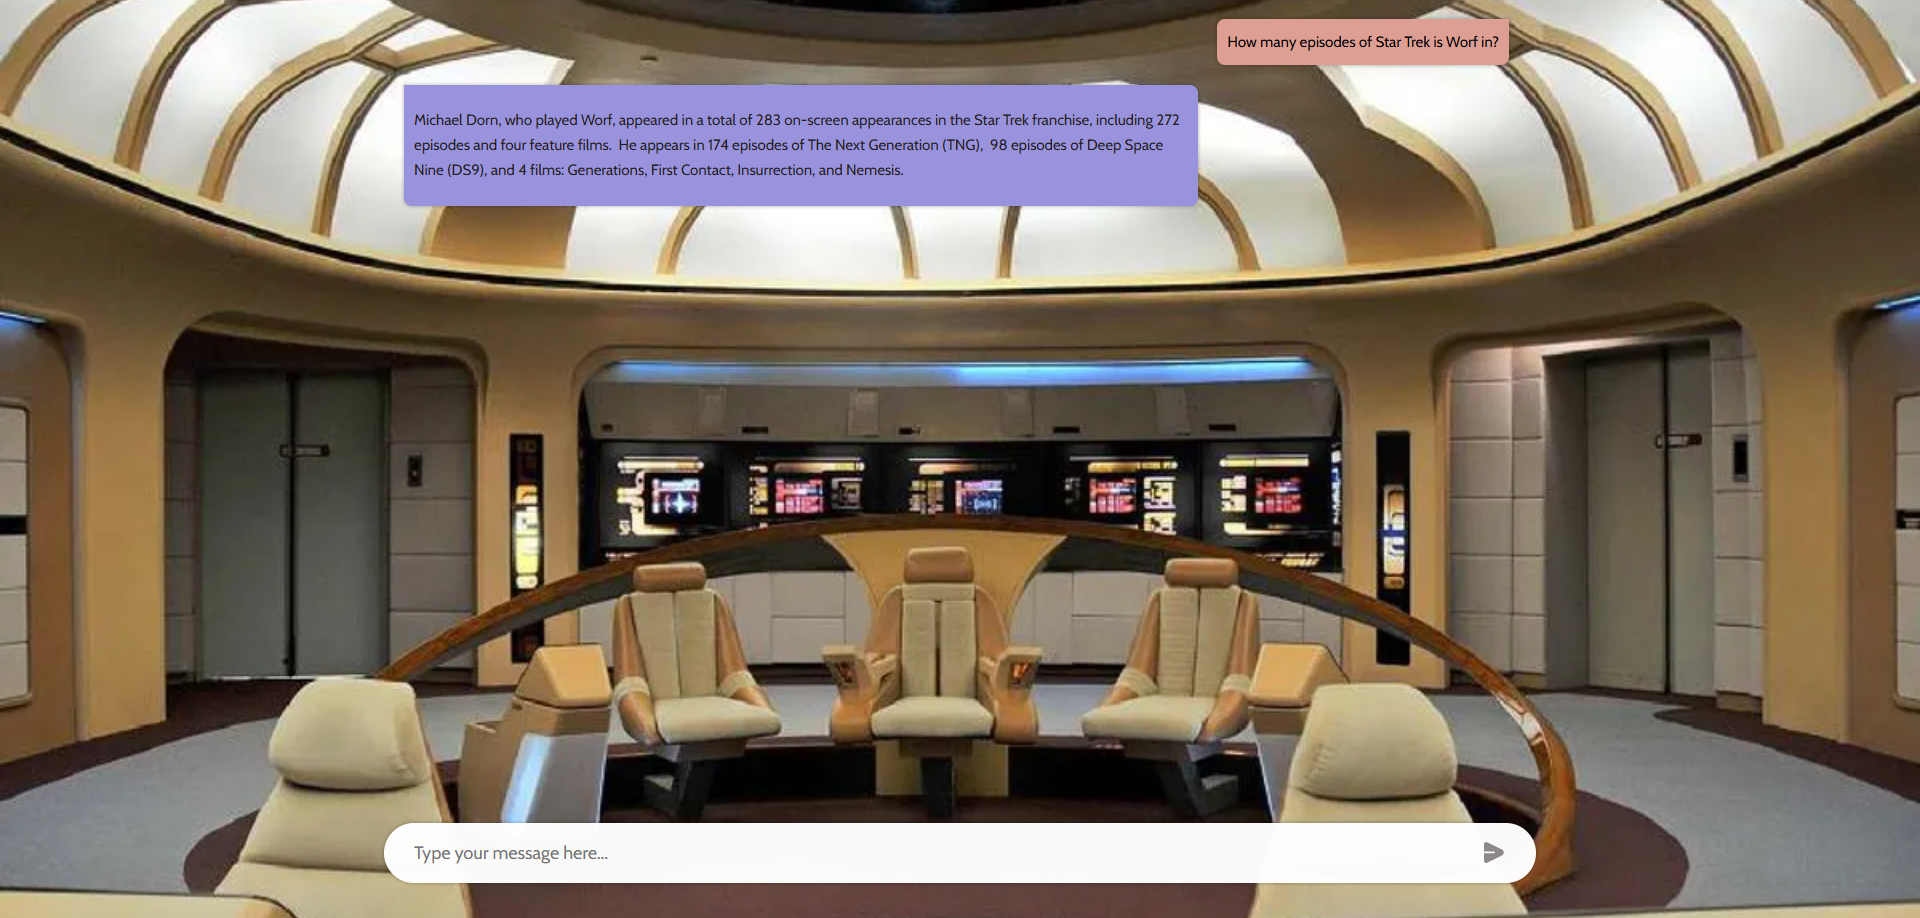 How many episodes of Star Trek is Worf in?
Michael Dorn, who played Worf, appeared in a total of 283 on-screen appearances in the Star Trek franchise, including 272
episodes and four feature films.  He appears in 174 episodes of The Next Generation (TNG),  98 episodes of Deep Space
Nine (DS9), and 4 films: Generations, First Contact, Insurrection, and Nemesis.
Type your message here...